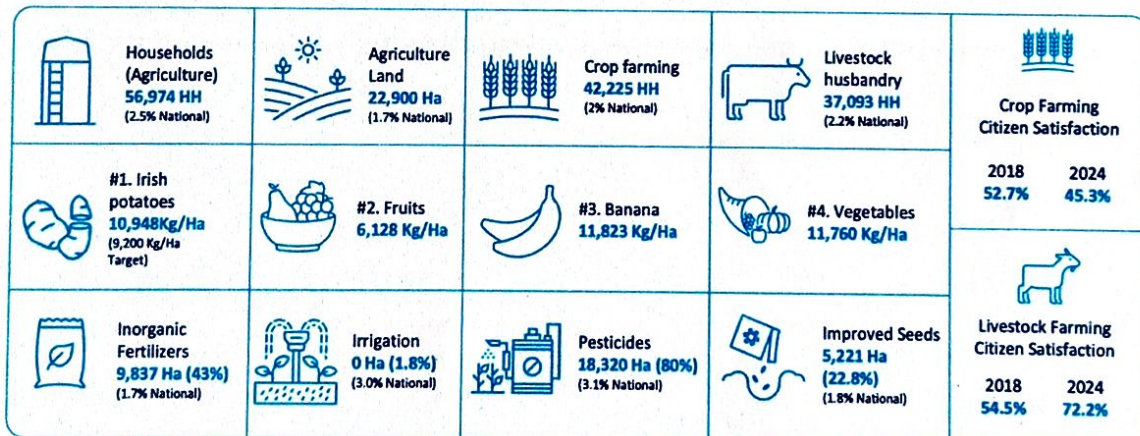 Households
(Agriculture)
56,974 HH
(2.5% National)
Agriculture
Land
22,900 Ha
(1.7% National)
Crop farming
42,225 HH
(2% National)
Livestock
husbandry
37,093 HH
(2.2% National)
Crop Farming
Citizen Satisfaction
2018 2024
52.7% 45.3%
#1. Irish
potatoes
10,948Kg/Ha
(9,200 Kg/Ha
Target)
#2. Fruits
6,128 Kg/Ha
#3. Banana
11,823 Kg/Ha
#4. Vegetables
11,760 Kg/Ha
Inorganic
Fertilizers
9,837 Ha (43%)
(1.7% National)
Irrigation
0 Ha (1.8%)
(3.0% National)
Pesticides
18,320 Ha (80%)
(3.1% National)
Improved Seeds
5,221 Ha
(22.8%)
(1.8% National)
Livestock Farming
Citizen Satisfaction
2018 2024
54.5% 72.2%